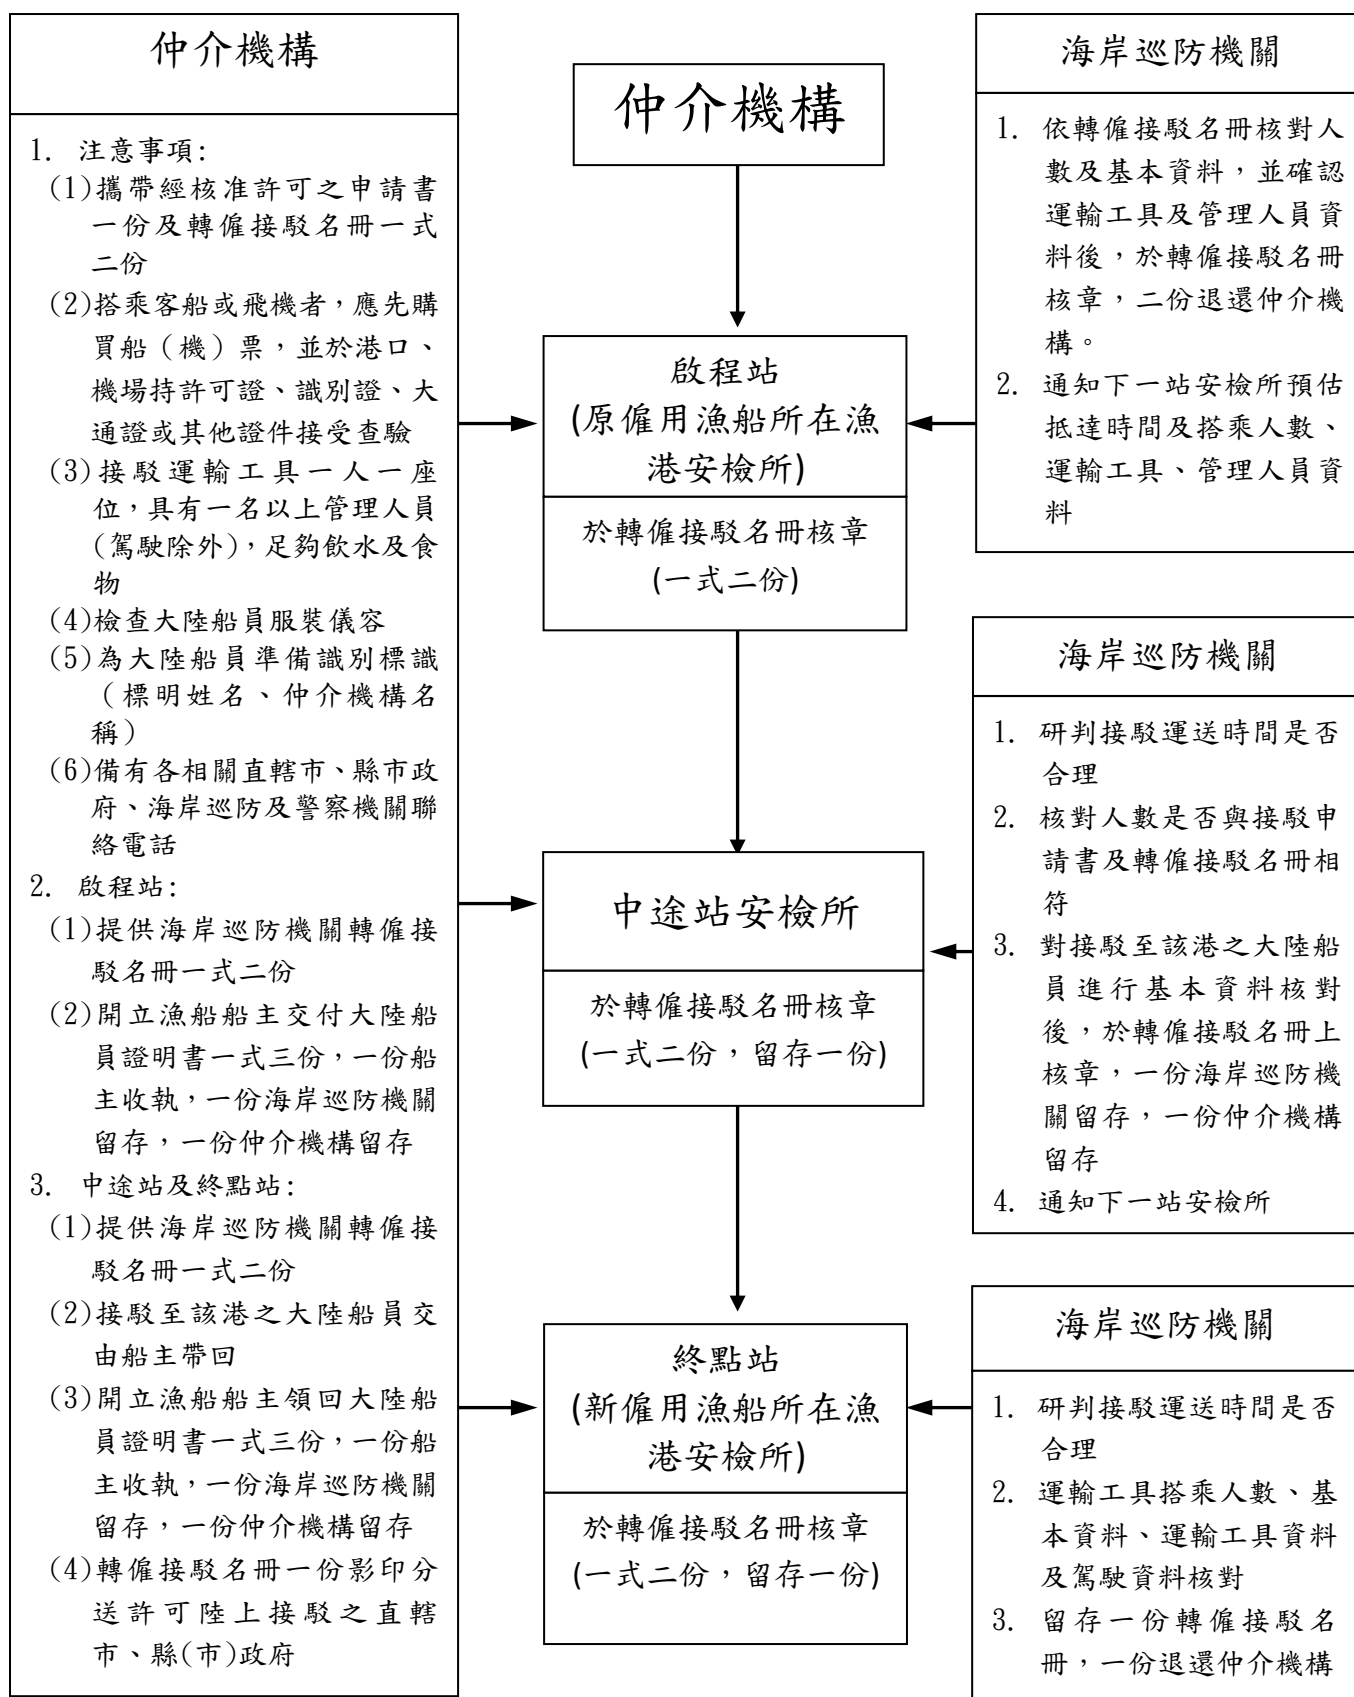 仲介機構
1. 注意事項:
(1)攜帶經核准許可之申請書
一份及轉僱接駁名冊一式
二份
(2)搭乘客船或飛機者，應先購
買船（機）票，並於港口、
機場持許可證、識別證、大
通證或其他證件接受查驗
(3)接駁運輸工具一人一座
位，具有一名以上管理人員
(駕駛除外)，足夠飲水及食
物
(4)檢查大陸船員服裝儀容
(5)為大陸船員準備識別標識
（標明姓名、仲介機構名
稱）
(6)備有各相關直轄市、縣市政
府、海岸巡防及警察機關聯
絡電話
2. 啟程站:
(1)提供海岸巡防機關轉僱接
駁名冊一式二份
(2)開立漁船船主交付大陸船
員證明書一式三份，一份船
主收執，一份海岸巡防機關
留存，一份仲介機構留存
3. 中途站及終點站:
(1)提供海岸巡防機關轉僱接
駁名冊一式二份
(2)接駁至該港之大陸船員交
由船主帶回
(3)開立漁船船主領回大陸船
員證明書一式三份，一份船
主收執，一份海岸巡防機關
留存，一份仲介機構留存
(4)轉僱接駁名冊一份影印分
送許可陸上接駁之直轄
市、縣(市)政府
仲介機構
啟程站
(原僱用漁船所在漁
港安檢所)
於轉僱接駁名冊核章
(一式二份)
中途站安檢所
於轉僱接駁名冊核章
(一式二份，留存一份)
終點站
(新僱用漁船所在漁
港安檢所)
於轉僱接駁名冊核章
(一式二份，留存一份)
海岸巡防機關
1. 依轉僱接駁名冊核對人
數及基本資料，並確認
運輸工具及管理人員資
料後，於轉僱接駁名冊
核章，二份退還仲介機
構。
2. 通知下一站安檢所預估
抵達時間及搭乘人數、
運輸工具、管理人員資
料
海岸巡防機關
1. 研判接駁運送時間是否
合理
2. 核對人數是否與接駁申
請書及轉僱接駁名冊相
符
3. 對接駁至該港之大陸船
員進行基本資料核對
後，於轉僱接駁名冊上
核章，一份海岸巡防機
關留存，一份仲介機構
留存
4. 通知下一站安檢所
海岸巡防機關
1. 研判接駁運送時間是否
合理
2. 運輸工具搭乘人數、基
本資料、運輸工具資料
及駕駛資料核對
3. 留存一份轉僱接駁名
冊，一份退還仲介機構